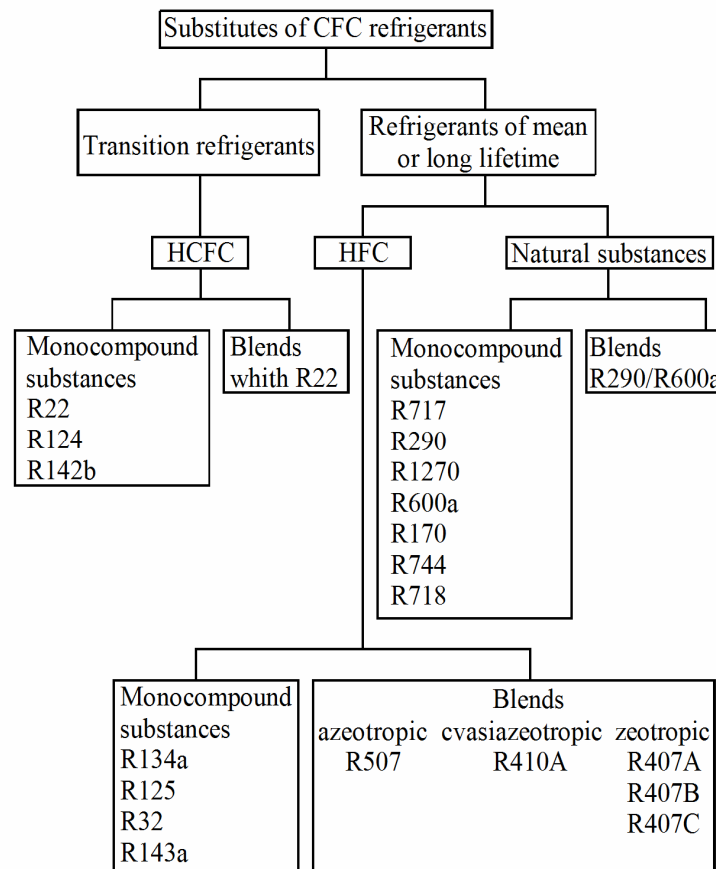 Substitutes of CFC refrigerants
Transition refrigerants
Refrigerants of mean
or long lifetime
HCFC
HFC
Natural substances
Monocompound
substances
R22
R124
R142b
Blends
whith R22
Monocompound
substances
R717
R290
R1270
R600a
R170
R744
R718
Blends
R290/R600a
Monocompound
substances
R134a
R125
R32
R143a
Blends
azeotropic cvasiazeotropic zeotropic
R507 R410A R407A
R407B
R407C